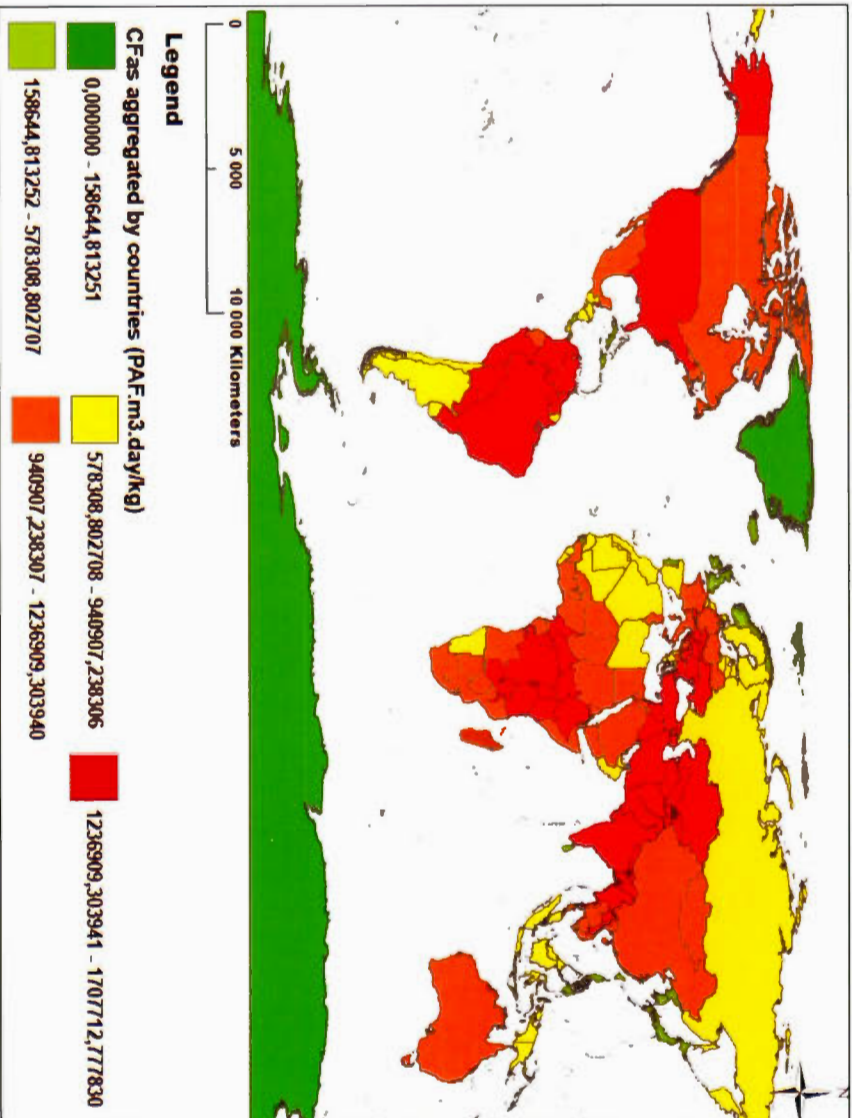 N
0 5 000 10 000 Kilometers
Legend
CFas aggregated by countries (PAF.m3.day/kg)
0,000000 - 158644,813251
158644,813252 - 578308,802707
578308,802708 - 940907,238306
940907,238307 - 1236909,303940
1236909,303941 - 1707712,777830